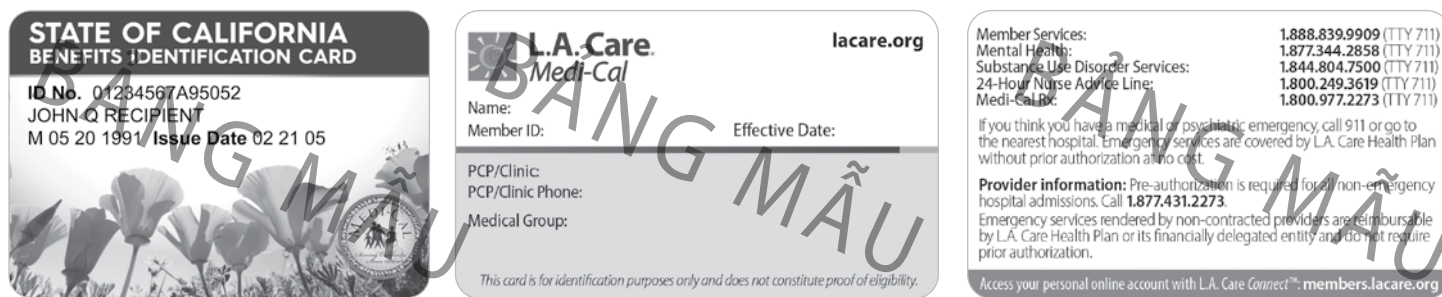 STATE OF CALIFORNIA
BENEFITS IDENTIFICATION CARD
ID No. 01234567A95052
JOHN Q RECIPIENT
M 05 20 1991 Issue Date 02 21 05
MEDI-CAL
BẢNG MẪU
L.A. Care®
Medi-Cal
lacare.org
Name:
Member ID: Effective Date:
PCP/Clinic:
PCP/Clinic Phone:
Medical Group:
This card is for identification purposes only and does not constitute proof of eligibility.
BẢNG MẪU
Member Services: 1.888.839.9909 (TTY 711)
Mental Health: 1.877.344.2858 (TTY 711)
Substance Use Disorder Services: 1.844.804.7500 (TTY 711)
24-Hour Nurse Advice Line: 1.800.249.3619 (TTY 711)
Medi-Cal Rx: 1.800.977.2273 (TTY 711)
If you think you have a medical or psychiatric emergency, call 911 or go to
the nearest hospital. Emergency services are covered by L.A. Care Health Plan
without prior authorization at no cost.
Provider information: Pre-authorization is required for all non-emergency
hospital admissions. Call 1.877.431.2273.
Emergency services rendered by non-contracted providers are reimbursable
by L.A. Care Health Plan or its financially delegated entity and do not require
prior authorization.
Access your personal online account with L.A. Care Connect™: members.lacare.org
BẢNG MẪU